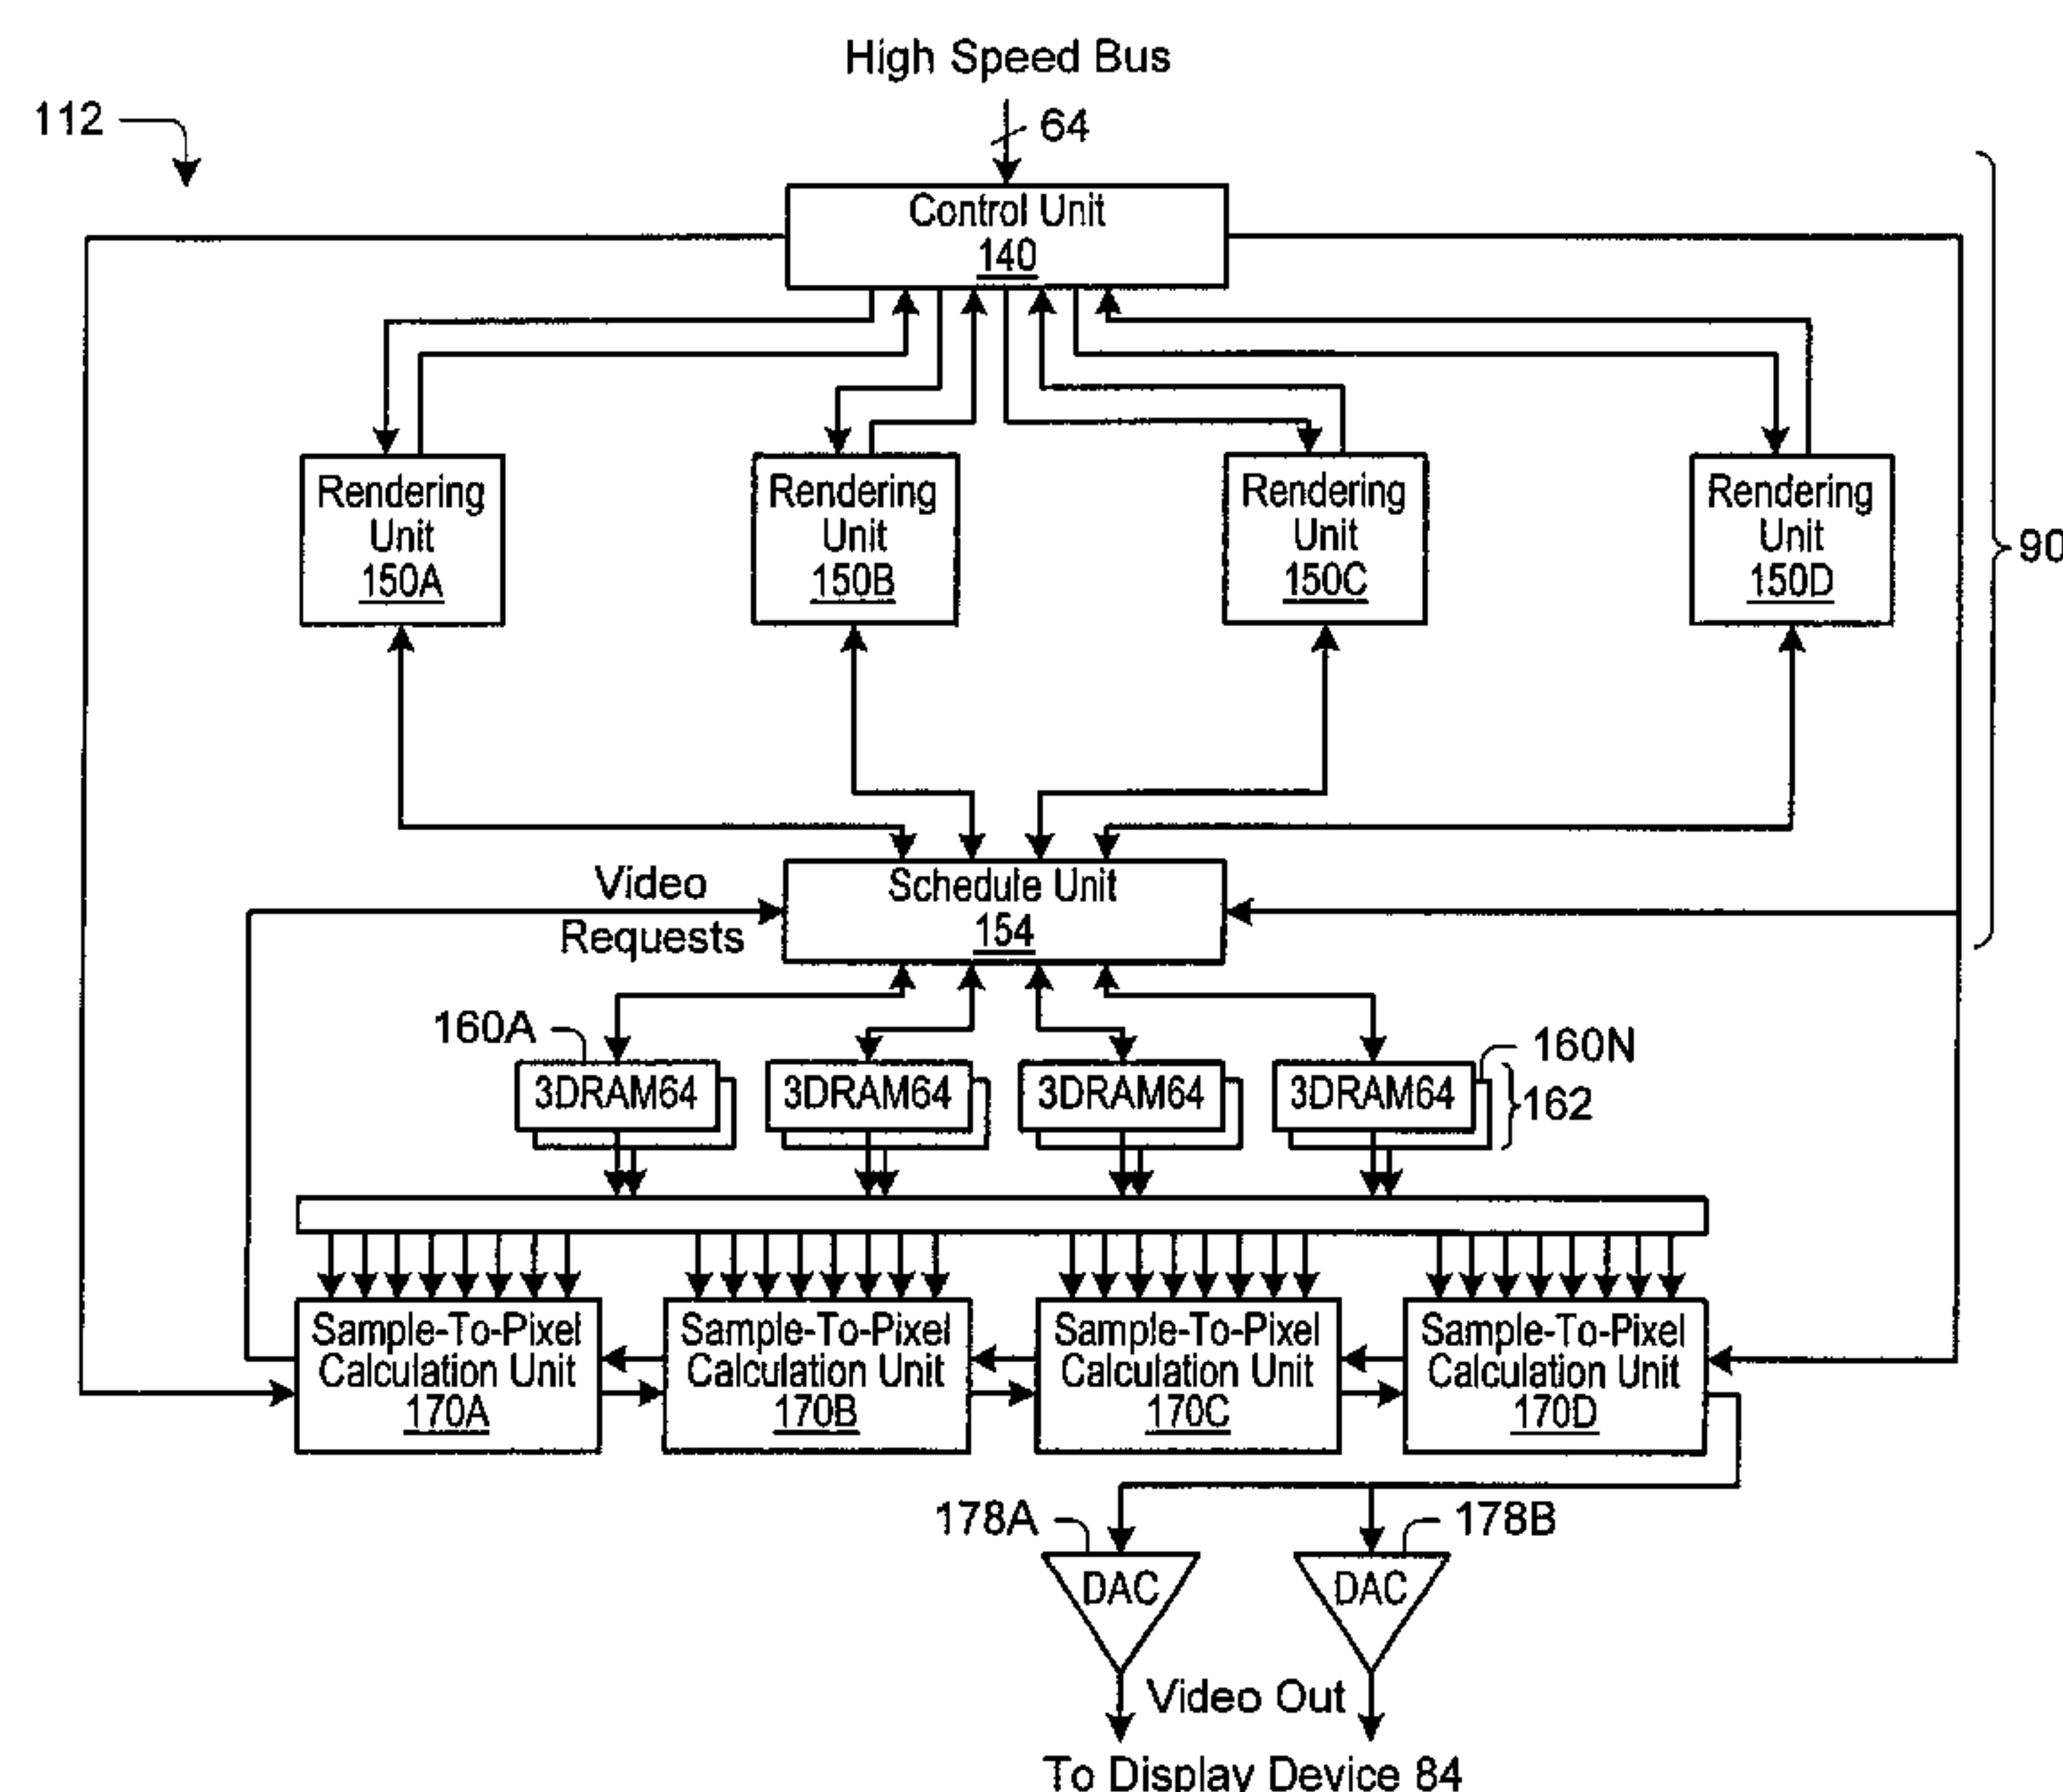 High Speed Bus
112
64
Control Unit
140
Rendering
Unit
150A
Rendering
Unit
150B
Rendering
Unit
150C
Rendering
Unit
150D
90
Video
Requests
Schedule Unit
154
160A
160N
3DRAM64
3DRAM64
3DRAM64
3DRAM64
162
Sample-To-Pixel
Calculation Unit
170A
Sample-To-Pixel
Calculation Unit
170B
Sample-To-Pixel
Calculation Unit
170C
Sample-To-Pixel
Calculation Unit
170D
178A
178B
DAC
DAC
Video Out
To Display Device 84